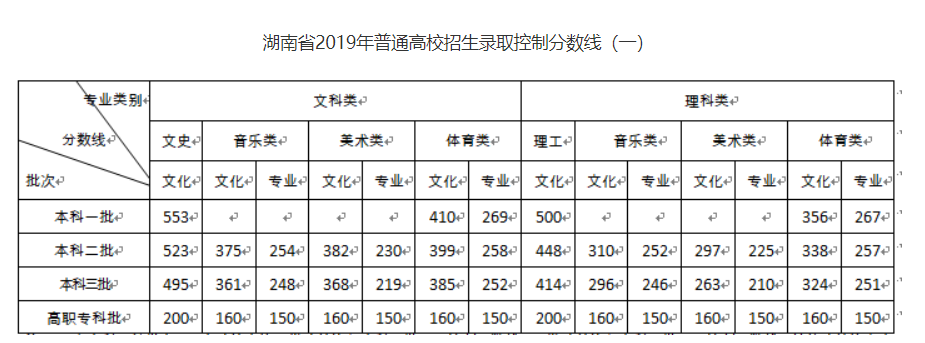 湖南省2019年普通高校招生录取控制分数线（一）
专业类别 文科类 理科类
分数线 文史 音乐类 美术类 体育类 理工 音乐类 美术类 体育类
批次 文化 文化 专业 文化 专业 文化 专业 文化 文化 专业 文化 专业 文化 专业
本科一批 553 410 269 500 356 267
本科二批 523 375 254 382 230 399 258 448 310 252 297 225 338 257
本科三批 495 361 248 368 219 385 252 414 296 246 263 210 324 251
高职专科批 200 160 150 160 150 160 150 200 160 150 160 150 160 150